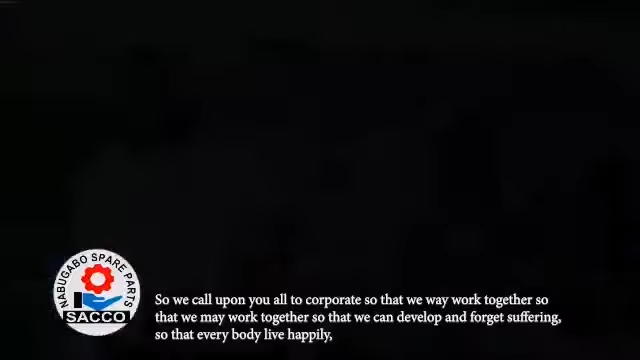 NABUGABO SPARE PARTS
SACCO
So we call upon you all to corporate so that we way work together so
that we may work together so that we can develop and forget suffering,
so that every body live happily,